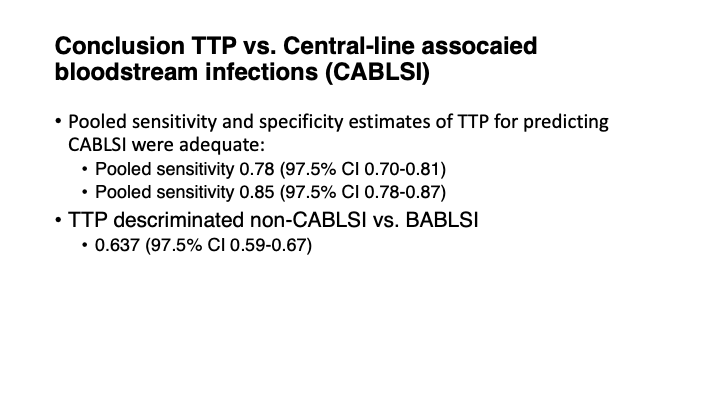 Conclusion TTP vs. Central-line assocaied
bloodstream infections (CABLSI)
• Pooled sensitivity and specificity estimates of TTP for predicting
CABLSI were adequate:
• Pooled sensitivity 0.78 (97.5% CI 0.70-0.81)
• Pooled sensitivity 0.85 (97.5% CI 0.78-0.87)
• TTP descriminated non-CABLSI vs. BABLSI
• 0.637 (97.5% CI 0.59-0.67)